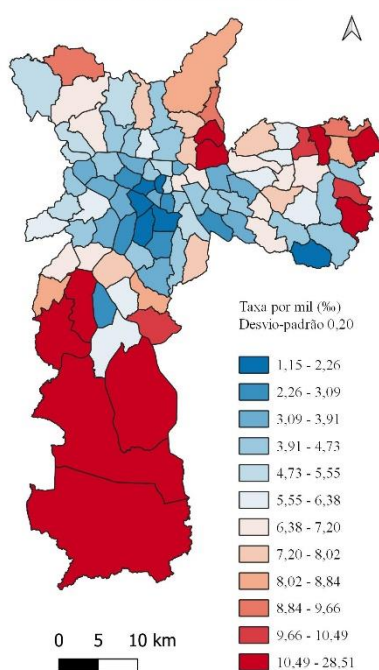 Taxa por mil (‰)
Desvio-padrão 0,20
1,15 - 2,26
2,26 - 3,09
3,09 - 3,91
3,91 - 4,73
4,73 - 5,55
5,55 - 6,38
6,38 - 7,20
7,20 - 8,02
8,02 - 8,84
8,84 - 9,66
9,66 - 10,49
10,49 - 28,51
0 5 10 km